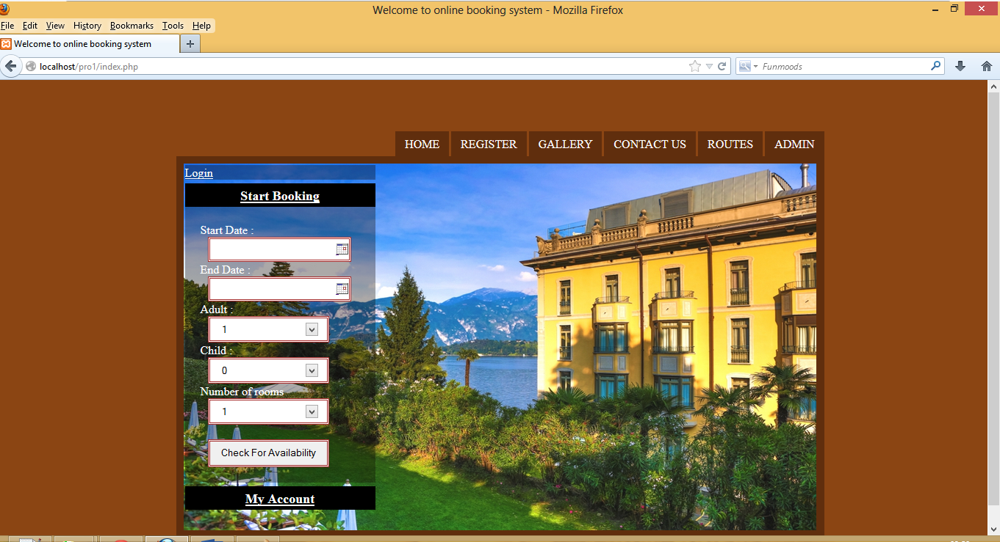 Welcome to online booking system - Mozilla Firefox
File Edit View History Bookmarks Tools Help
Welcome to online booking system
localhost/pro1/index.php
Funmoods
HOME REGISTER GALLERY CONTACT US ROUTES ADMIN
Login
Start Booking
Start Date :
End Date :
Adult :
1
Child :
0
Number of rooms
1
Check For Availability
My Account